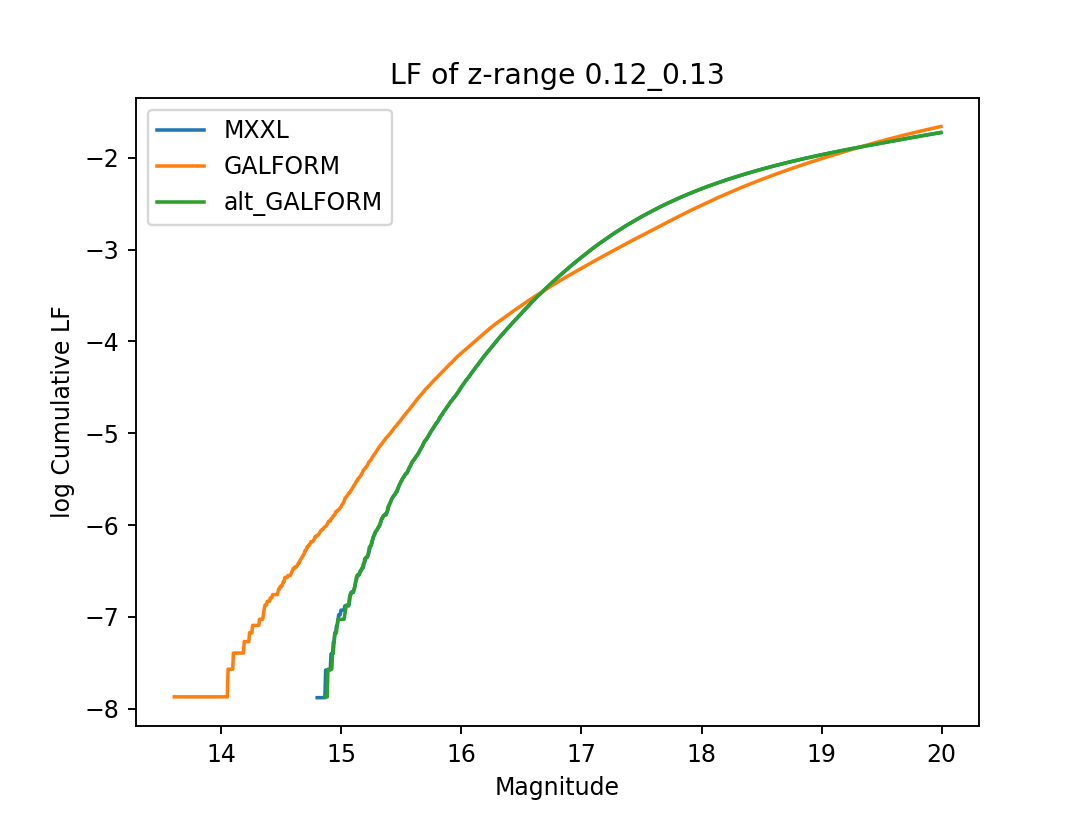 LF of z-range 0.12_0.13
MXXL
GALFORM
alt_GALFORM
log Cumulative LF
−2
−3
−4
−5
−6
−7
−8
14 15 16 17 18 19 20
Magnitude